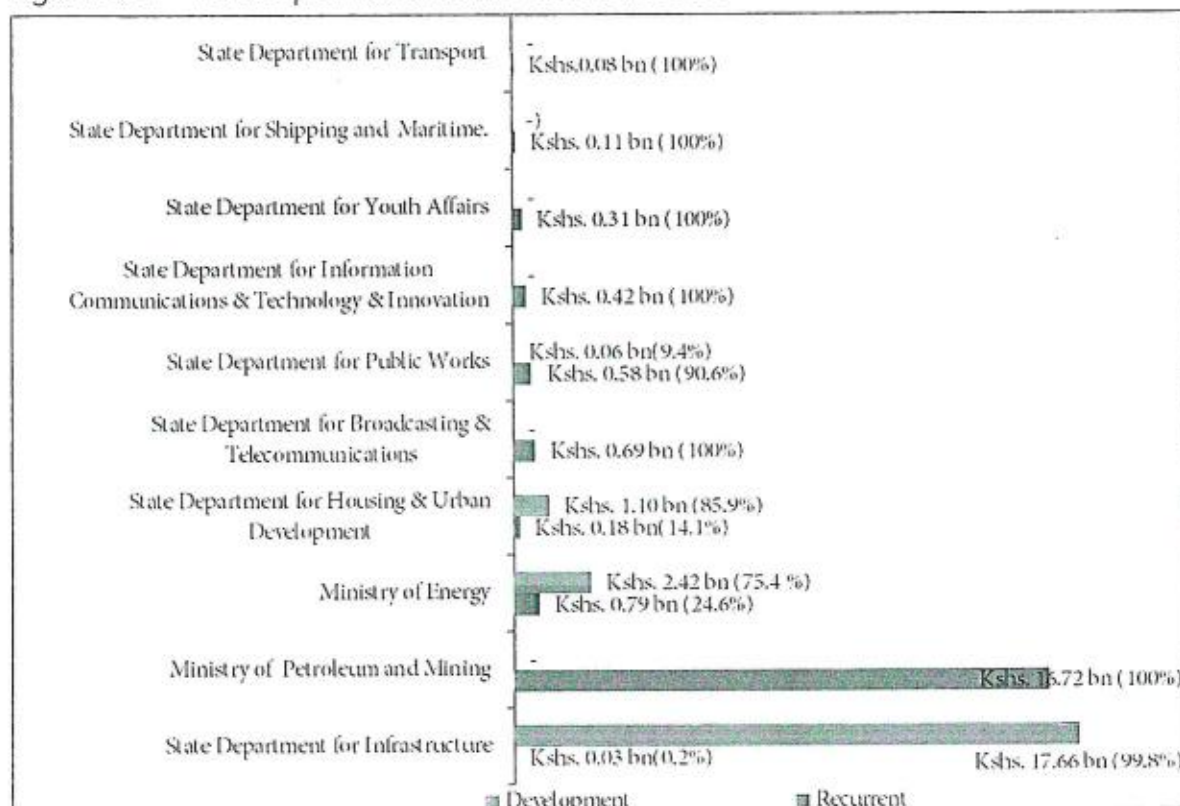 State Department for Transport
-
Kshs.0.08 bn ( 100%)
State Department for Shipping and Maritime.
-)
Kshs. 0.11 bn ( 100%)
State Department for Youth Affairs
-
Kshs. 0.31 bn ( 100%)
State Department for Information
Communications & Technology & Innovation
-
Kshs. 0.42 bn ( 100%)
State Department for Public Works
Kshs. 0.06 bn(9.4%)
Kshs. 0.58 bn (90.6%)
State Department for Broadcasting &
Telecommunications
-
Kshs. 0.69 bn ( 100%)
State Department for Housing & Urban
Development
Kshs. 1.10 bn (85.9%)
Kshs. 0.18 bn( 14.1%)
Ministry of Energy
Kshs. 2.42 bn (75.4 %)
Kshs. 0.79 bn (24.6%)
Ministry of Petroleum and Mining
-
Kshs. 16.72 bn ( 100%)
State Department for Infrastructure
Kshs. 0.03 bn(0.2%)
Kshs. 17.66 bn (99.8%)
Development
Recurrent